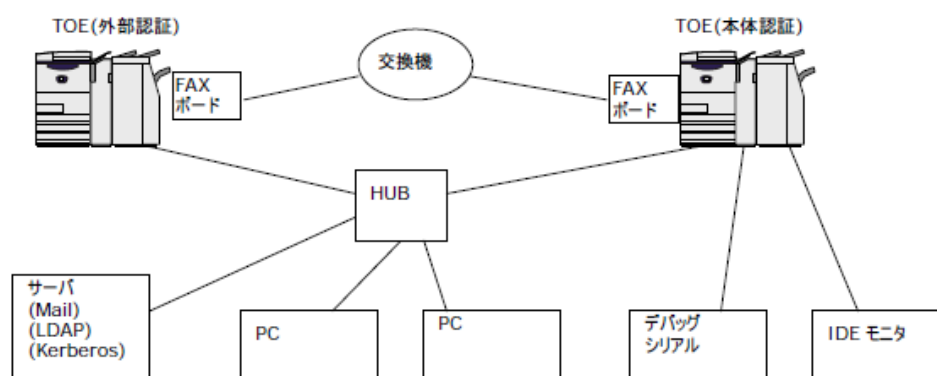 TOE(外部認証)
TOE(本体認証)
交換機
FAX
ボード
FAX
ボード
HUB
サーバ
(Mail)
(LDAP)
(Kerberos)
PC
PC
デバッグ
シリアル
IDE モニタ